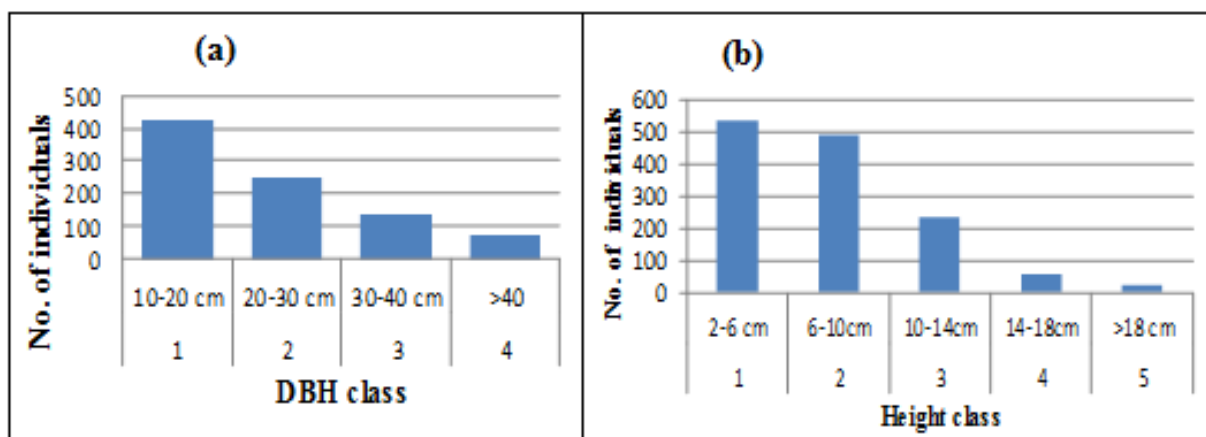 (a)
No. of individuals
500
400
300
200
100
0
10-20 cm 20-30 cm 30-40 cm >40
1 2 3 4
DBH class
(b)
No. of individuals
600
500
400
300
200
100
0
2-6 cm 6-10cm 10-14cm 14-18cm >18 cm
1 2 3 4 5
Height class